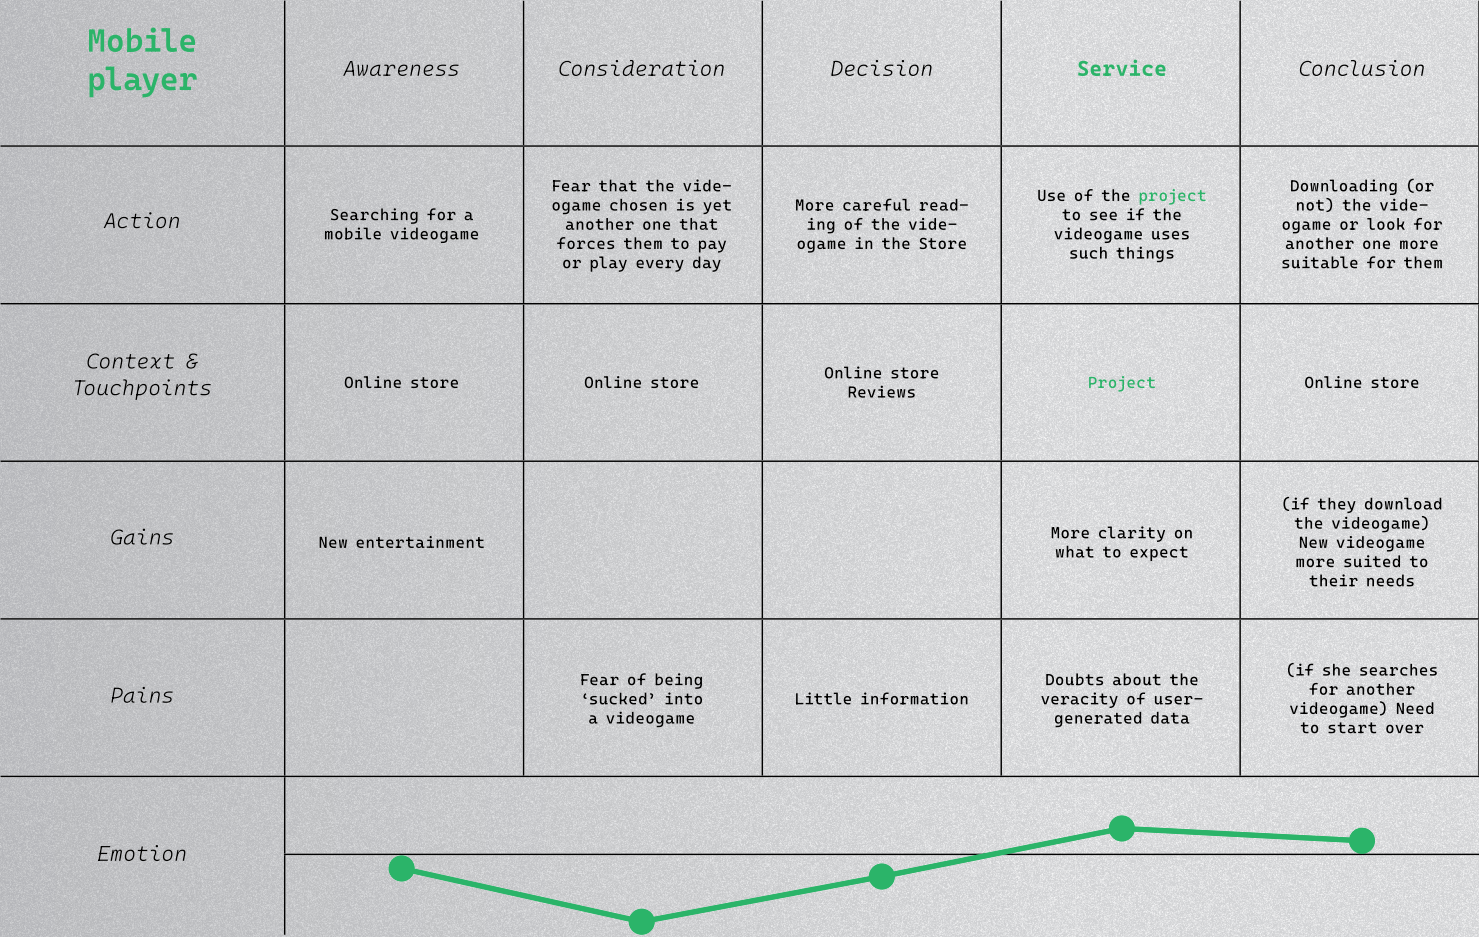 Mobile
player
Awareness
Consideration
Decision
Service
Conclusion
Action
Searching for a
mobile videogame
Fear that the vide-
ogame chosen is yet
another one that
forces them to pay
or play every day
More careful read-
ing of the vide-
ogame in the Store
Use of the project
to see if the
videogame uses
such things
Downloading (or
not) the vide-
ogame or look for
another one more
suitable for them
Context &
Touchpoints
Online store
Online store
Online store
Reviews
Project
Online store
Gains
New entertainment
More clarity on
what to expect
(if they download
the videogame)
New videogame
more suited to
their needs
Pains
Fear of being
‘sucked’ into
a videogame
Little information
Doubts about the
veracity of user-
generated data
(if she searches
for another
videogame) Need
to start over
Emotion